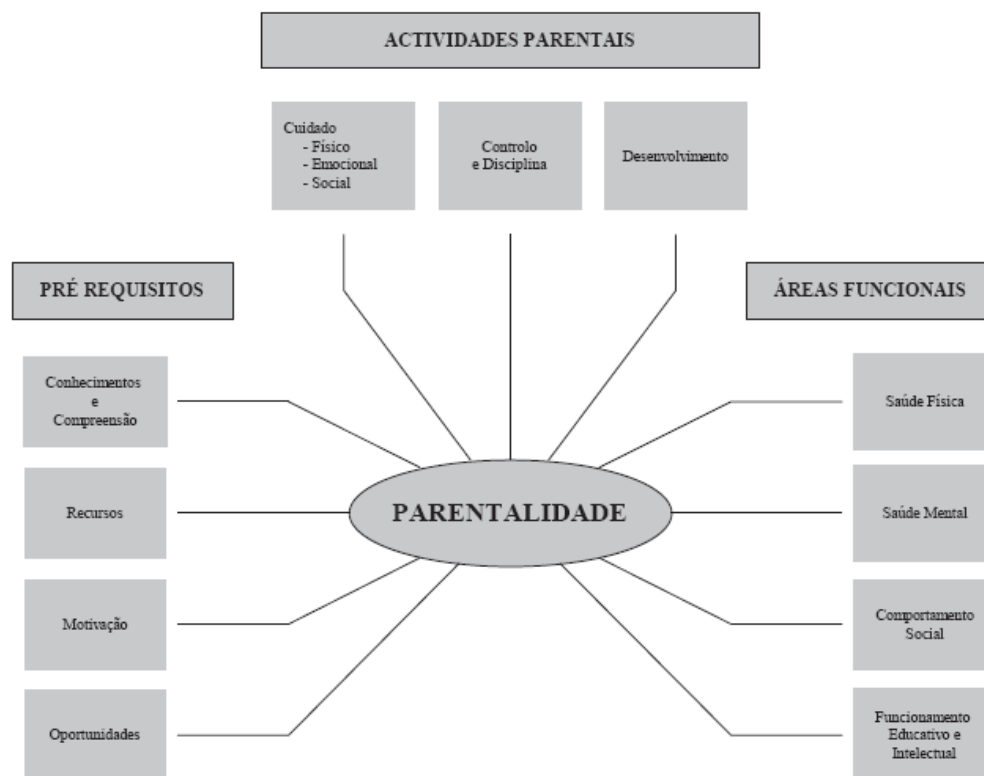 ACTIVIDADES PARENTAIS
Cuidado
- Físico
- Emocional
- Social
Controlo
e Disciplina
Desenvolvimento
PRÉ REQUISITOS
Conhecimentos
e
Compreensão
Recursos
Motivação
Oportunidades
PARENTALIDADE
ÁREAS FUNCIONAIS
Saúde Física
Saúde Mental
Comportamento
Social
Funcionamento
Educativo e
Intelectual